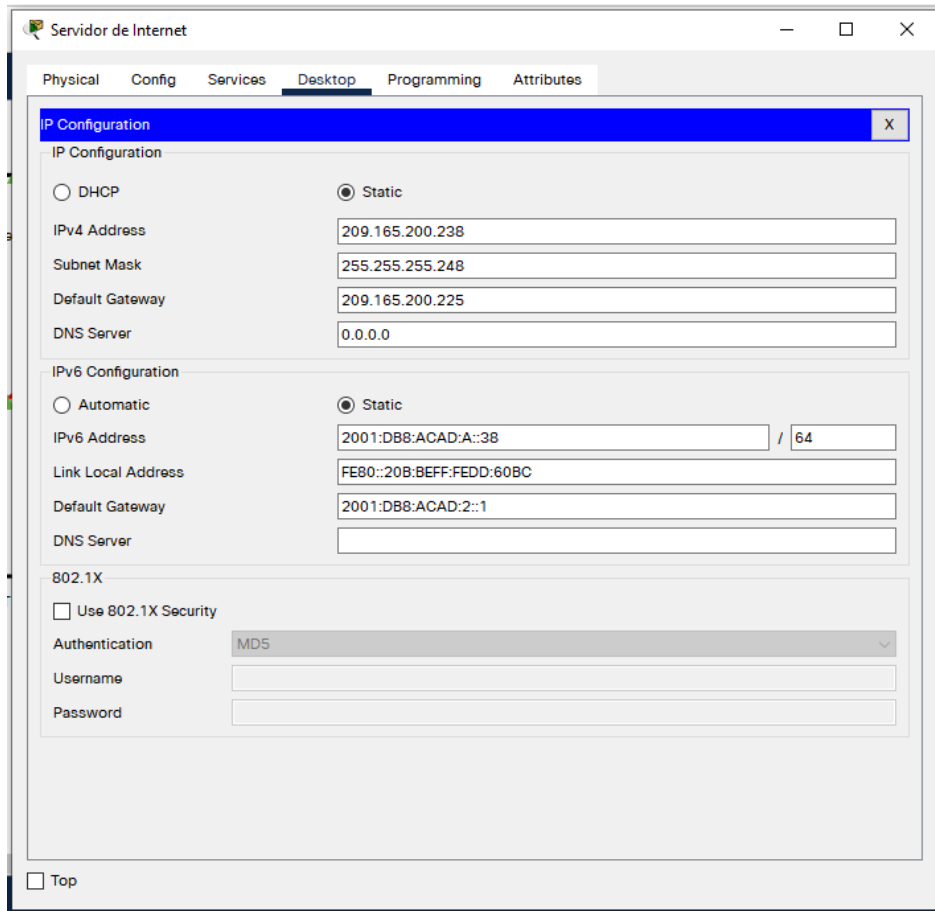 Servidor de Internet
Physical Config Services Desktop Programming Attributes
IP Configuration X
IP Configuration
DHCP Static
IPv4 Address 209.165.200.238
Subnet Mask 255.255.255.248
Default Gateway 209.165.200.225
DNS Server 0.0.0.0
IPv6 Configuration
Automatic Static
IPv6 Address 2001:DB8:ACAD:A::38 / 64
Link Local Address FE80::20B:BEFF:FEDD:60BC
Default Gateway 2001:DB8:ACAD:2::1
DNS Server
802.1X
Use 802.1X Security
Authentication MD5
Username
Password
Top